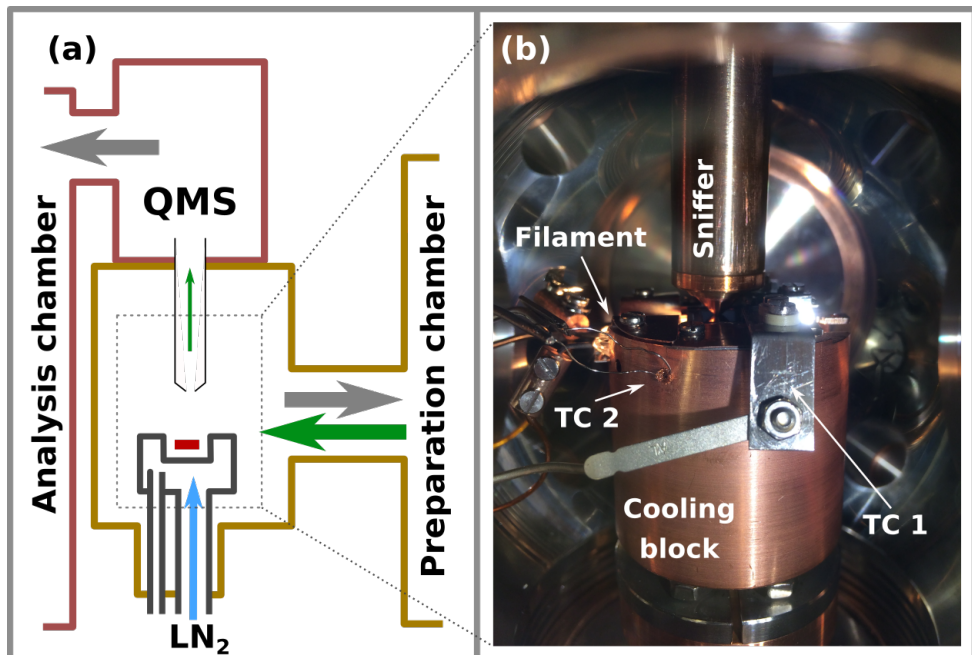 (a)
QMS
Analysis chamber
Preparation chamber
LN₂
(b)
Sniffer
Filament
TC 2
TC 1
Cooling
block